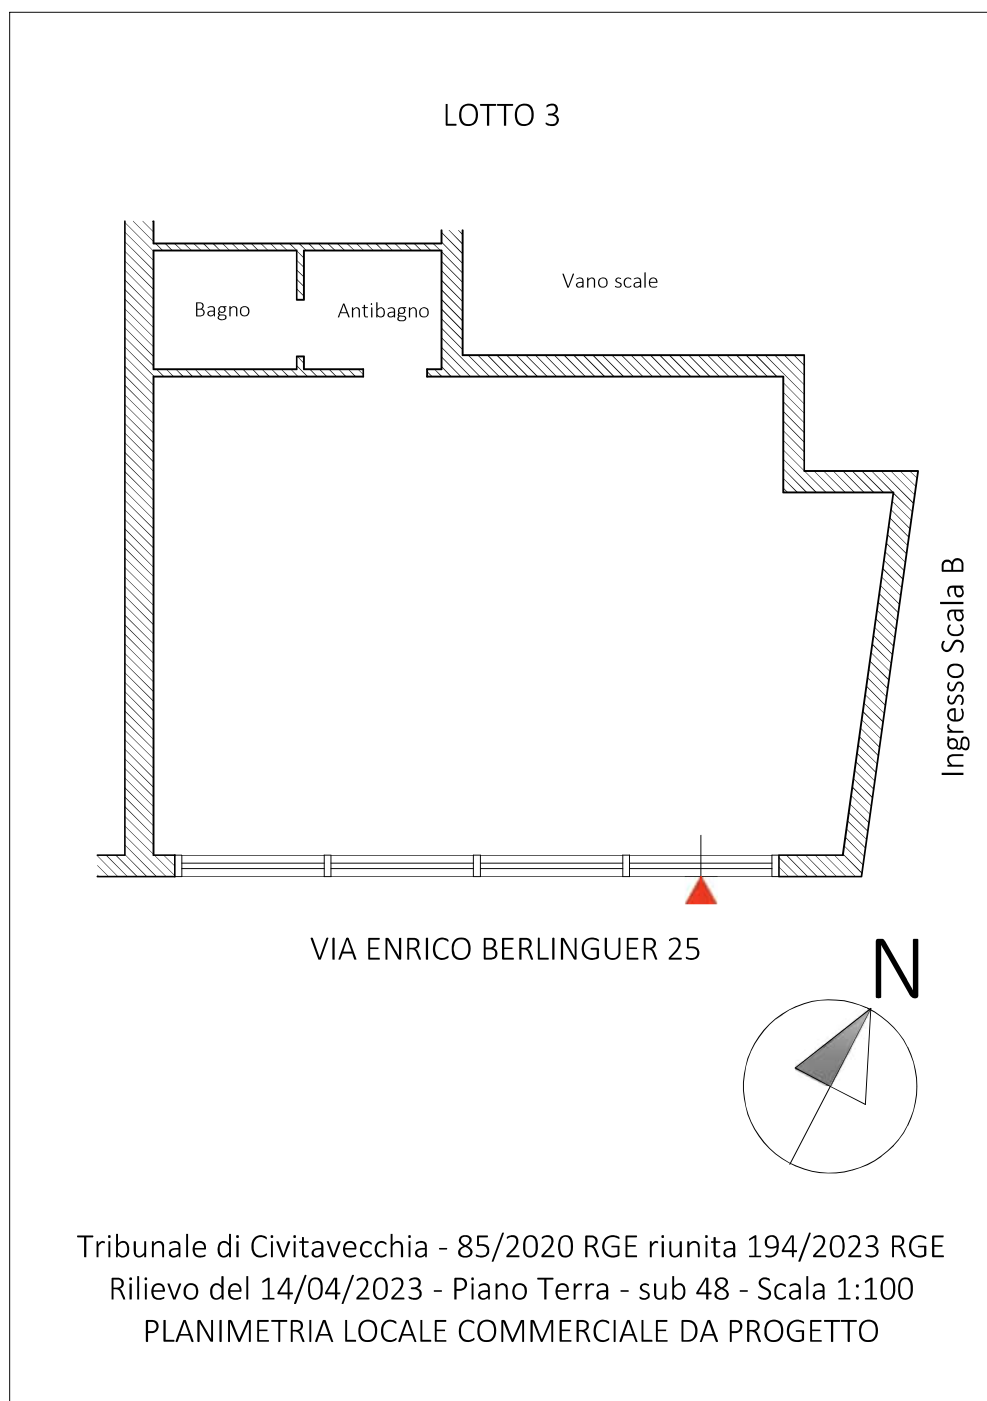 LOTTO 3
Vano scale
Bagno
Antibagno
Ingresso Scala B
VIA ENRICO BERLINGUER 25
N
Tribunale di Civitavecchia - 85/2020 RGE riunita 194/2023 RGE
Rilievo del 14/04/2023 - Piano Terra - sub 48 - Scala 1:100
PLANIMETRIA LOCALE COMMERCIALE DA PROGETTO